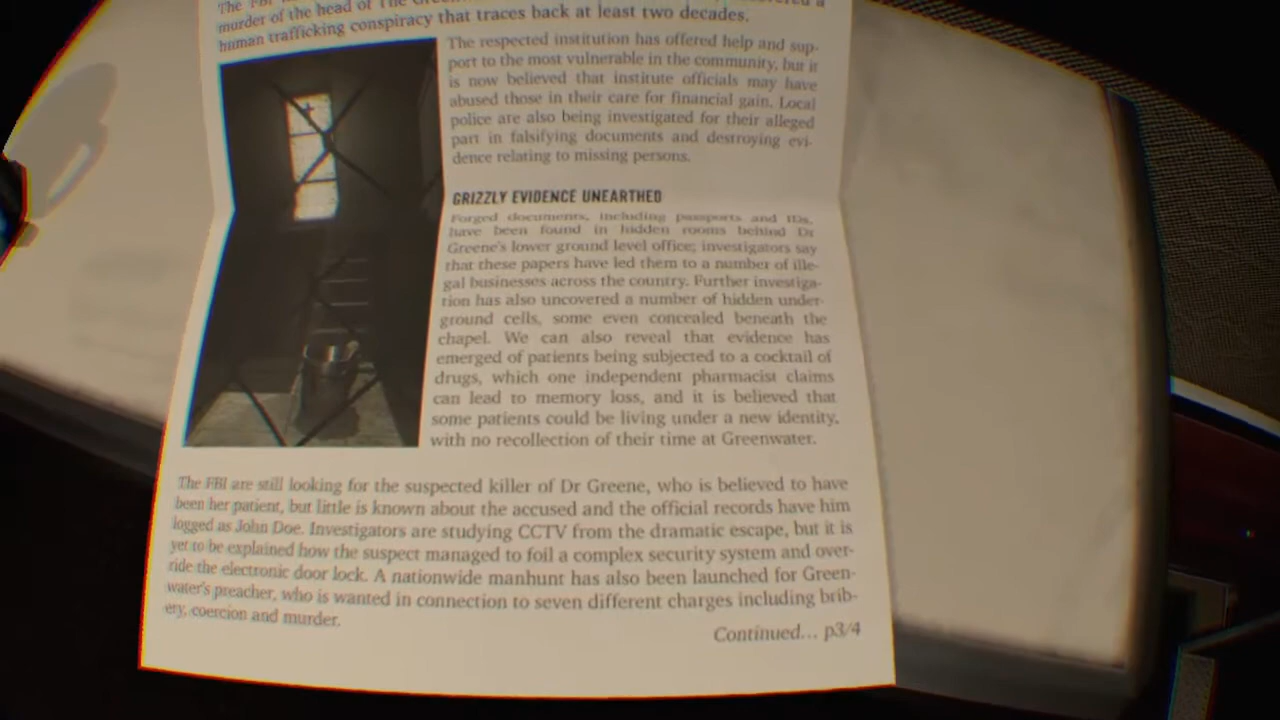 murder of the head of The
human trafficking conspiracy that traces back at least two decades.
The respected institution has offered help and sup-
port to the most vulnerable in the community, but it
is now believed that institute officials may have
abused those in their care for financial gain. Local
police are also being investigated for their alleged
part in falsifying documents and destroying evi-
dence relating to missing persons.
GRIZZLY EVIDENCE UNEARTHED
Forged documents, including passports and IDs,
have been found in hidden rooms behind Dr
Greene's lower ground level office; investigators say
that these papers have led them to a number of ille-
gal businesses across the country. Further investiga-
tion has also uncovered a number of hidden under-
ground cells, some even concealed beneath the
chapel. We can also reveal that evidence has
emerged of patients being subjected to a cocktail of
drugs, which one independent pharmacist claims
can lead to memory loss, and it is believed that
some patients could be living under a new identity,
with no recollection of their time at Greenwater.
The FBI are still looking for the suspected killer of Dr Greene, who is believed to have
been her patient, but little is known about the accused and the official records have him
logged as John Doe. Investigators are studying CCTV from the dramatic escape, but it is
yet to be explained how the suspect managed to foil a complex security system and over-
ride the electronic door lock. A nationwide manhunt has also been launched for Green-
water's preacher, who is wanted in connection to seven different charges including brib-
ery, coercion and murder.
Continued... p3/4